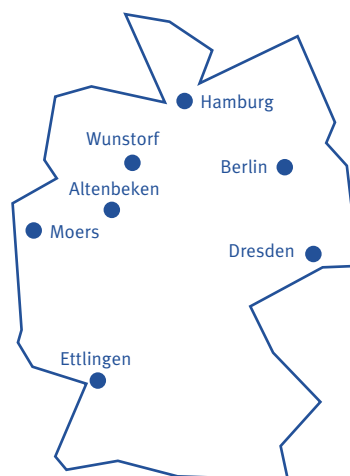 Hamburg
Wunstorf
Berlin
Altenbeken
Moers
Dresden
Ettlingen